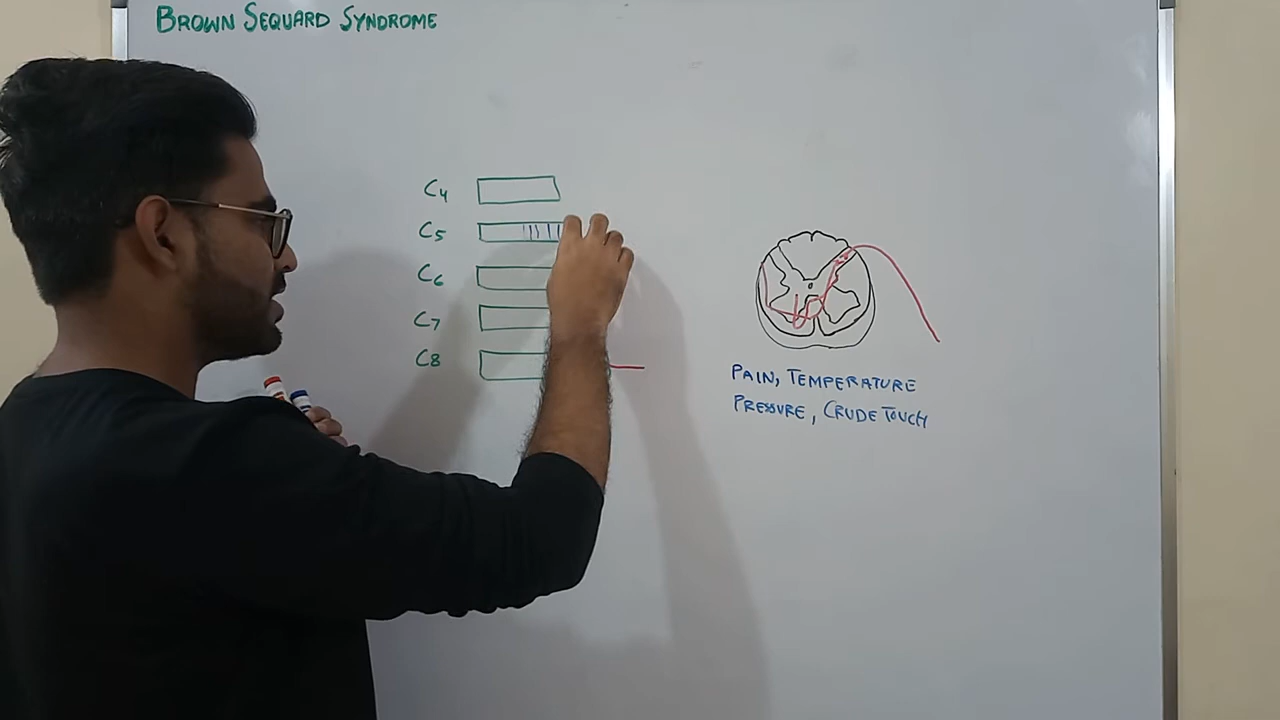 BROWN SEQUARD SYNDROME
C4
C5
C6
C7
C8
PAIN, TEMPERATURE
PRESSURE, CRUDE TOUCH